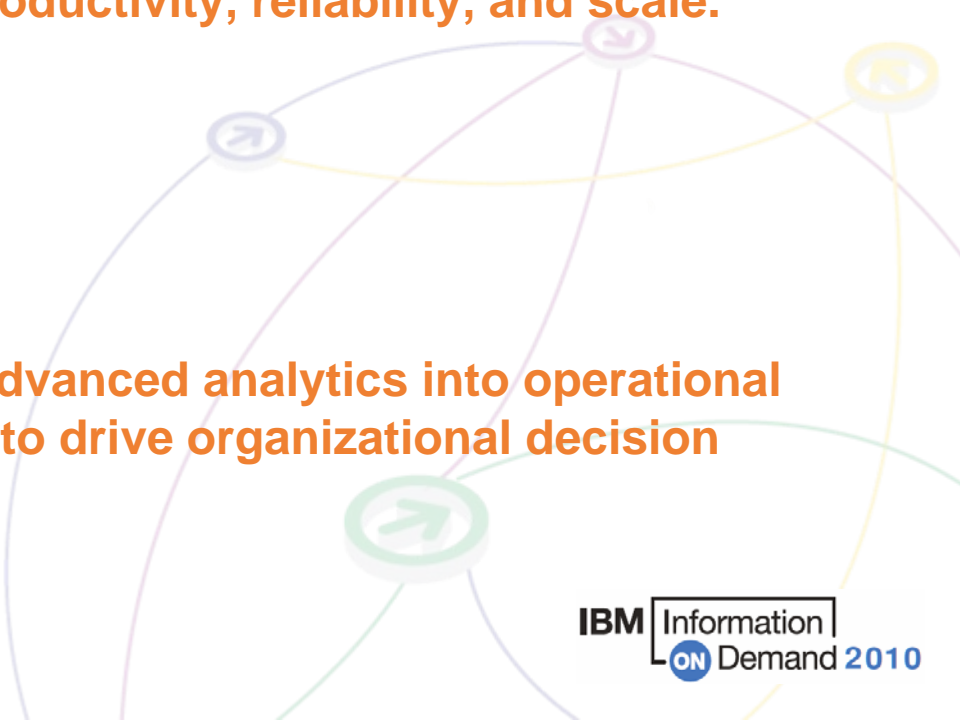 oductivity, reliability, and scale.
dvanced analytics into operational
to drive organizational decision
IBM Information
ON Demand 2010